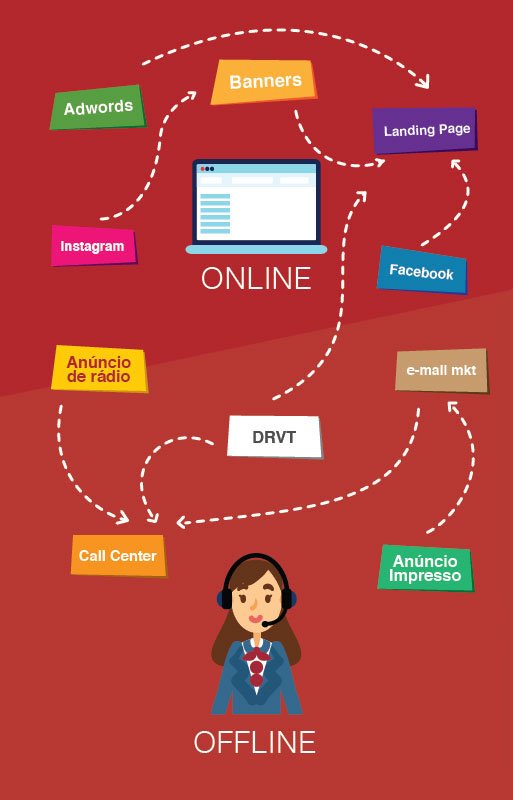 Banners
Adwords
Landing Page
Instagram
ONLINE
Facebook
Anúncio
de rádio
e-mail mkt
DRVT
Call Center
Anúncio
Impresso
OFFLINE